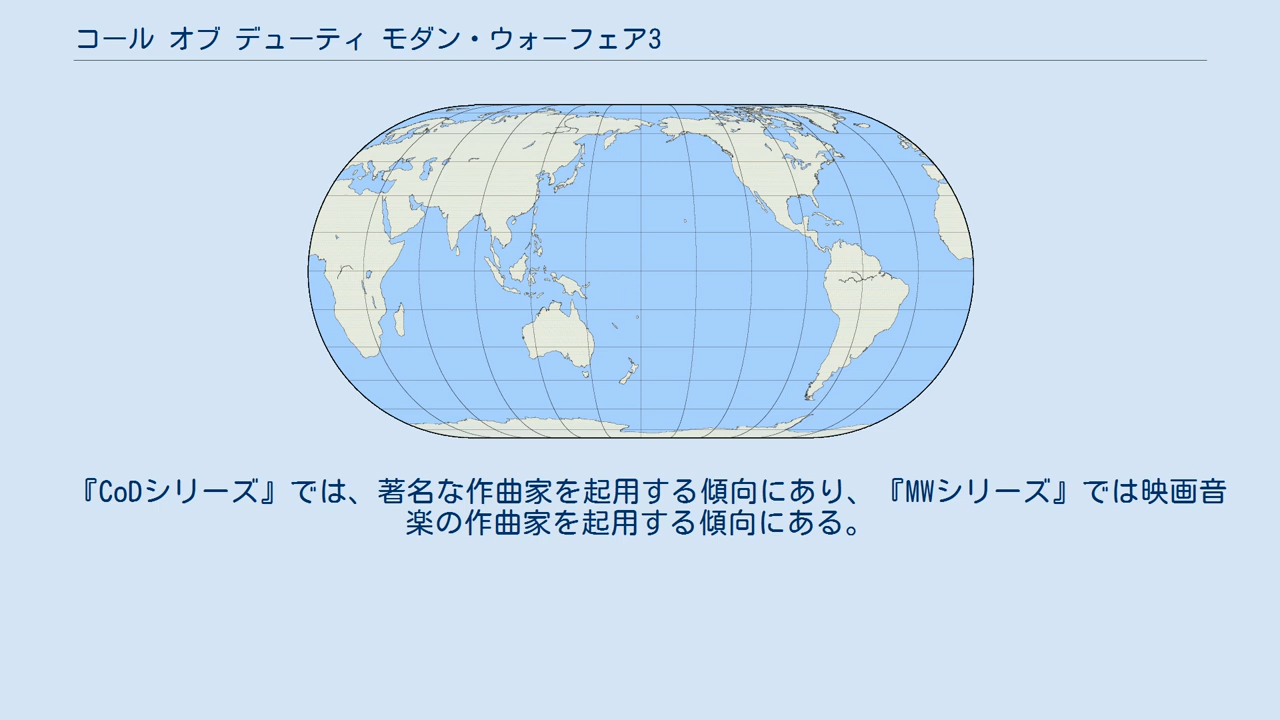 コール オブ デューティ モダン・ウォーフェア3
『CoDシリーズ』では、著名な作曲家を起用する傾向にあり、『MWシリーズ』では映画音
楽の作曲家を起用する傾向にある。